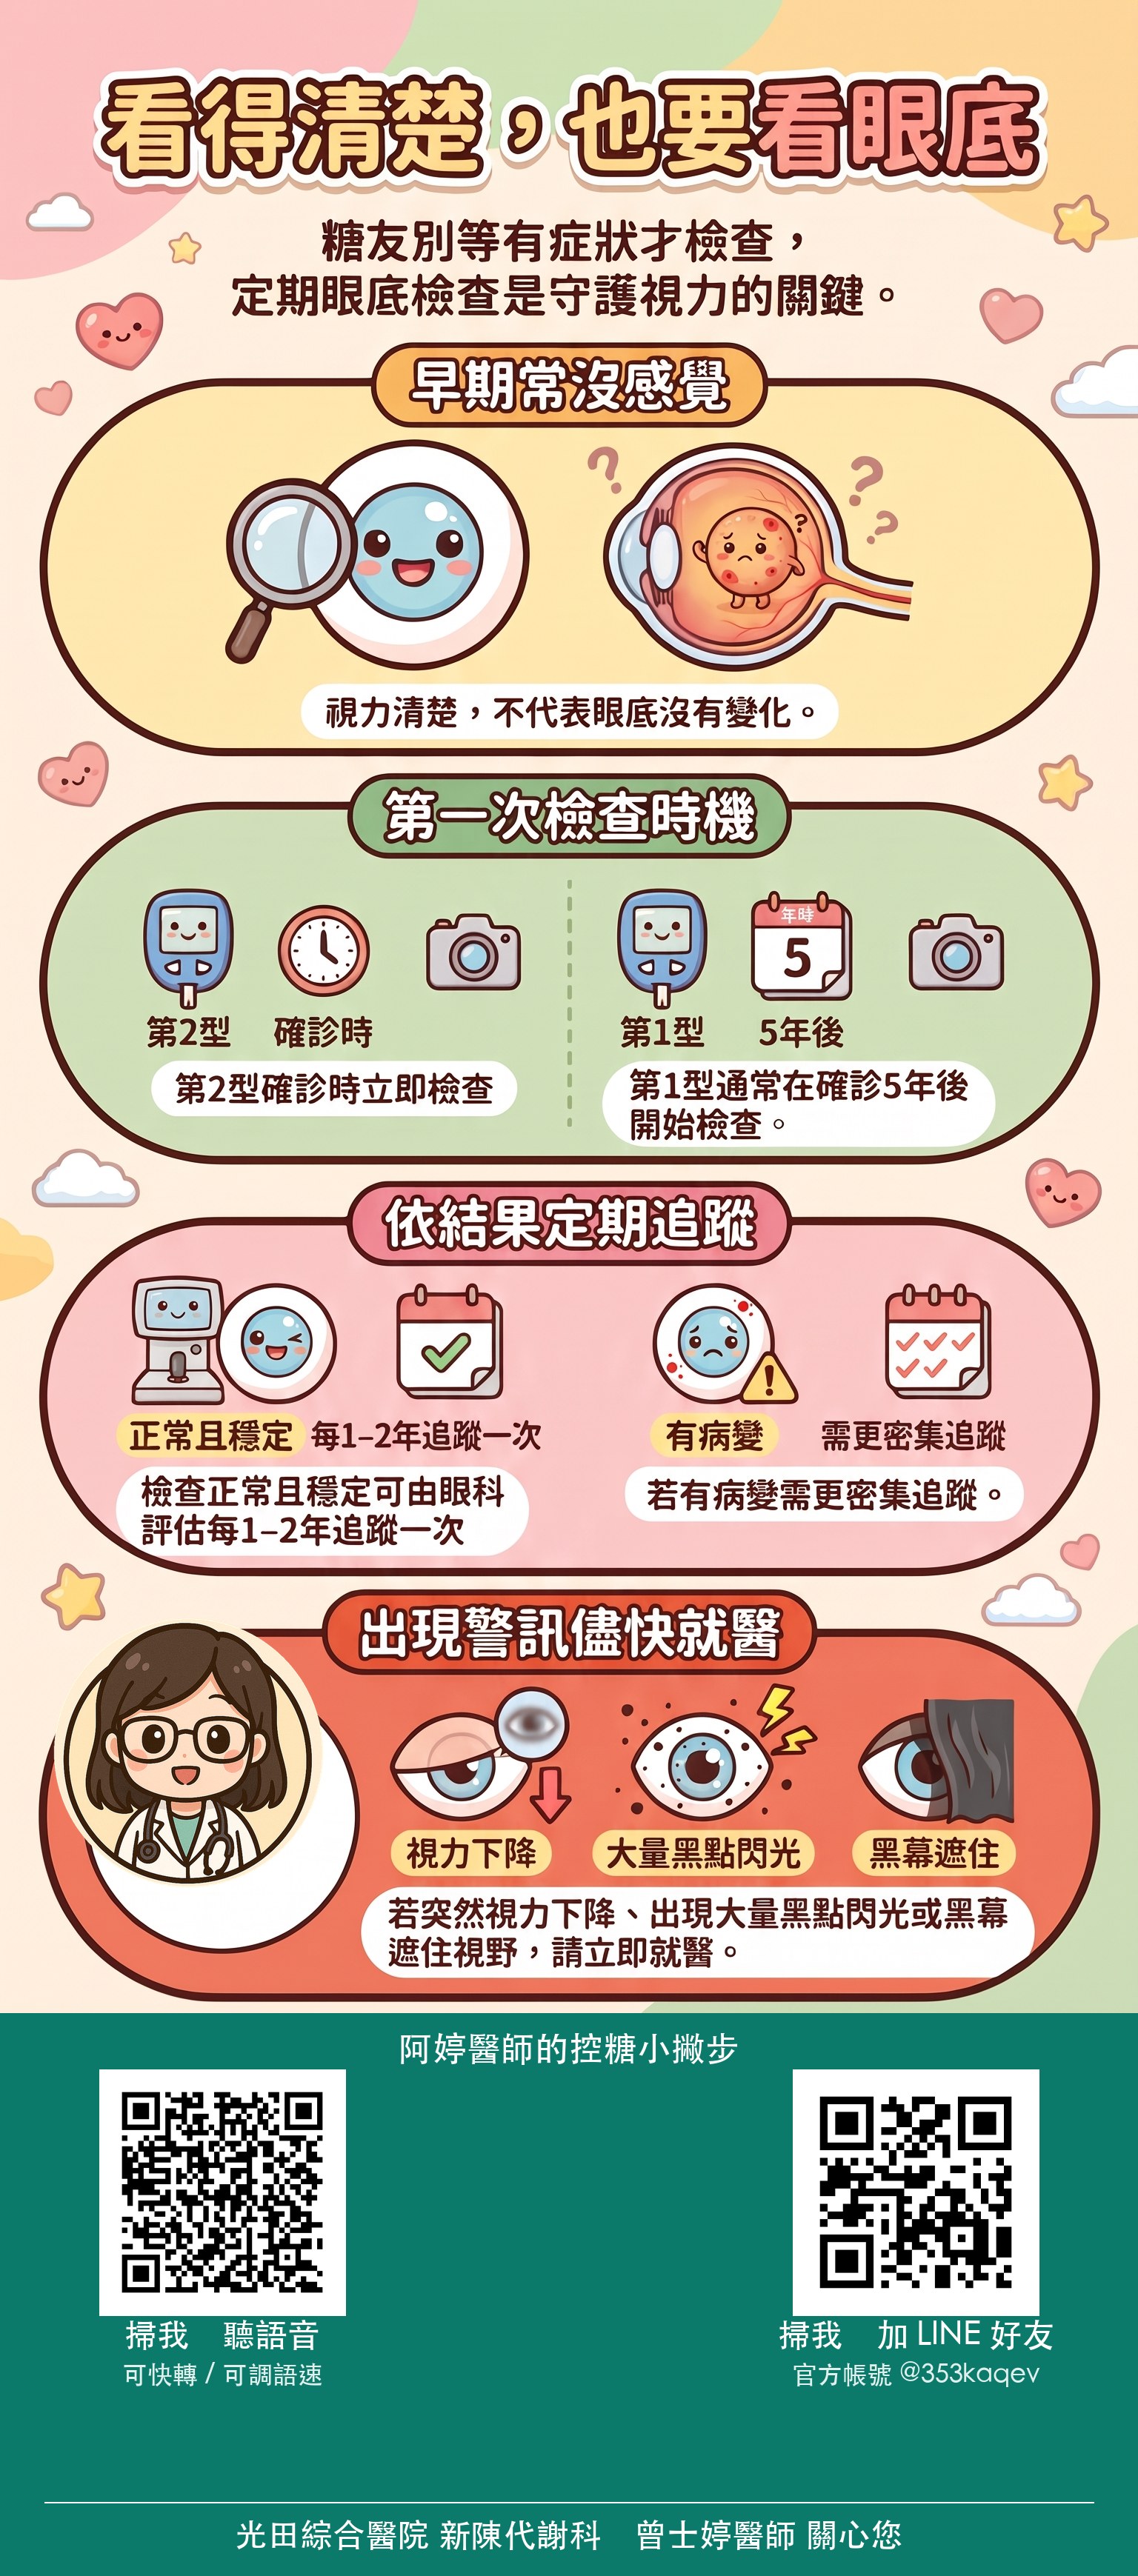 看得清楚，也要看眼底
糖友別等有症狀才檢查，
定期眼底檢查是守護視力的關鍵。
早期常沒感覺
視力清楚，不代表眼底沒有變化。
第一次檢查時機
第2型 確診時
第2型確診時立即檢查
年時
5
第1型 5年後
第1型通常在確診5年後
開始檢查。
依結果定期追蹤
正常且穩定 每1–2年追蹤一次
檢查正常且穩定可由眼科
評估每1–2年追蹤一次
有病變 需更密集追蹤
若有病變需更密集追蹤。
出現警訊儘快就醫
視力下降 大量黑點閃光 黑幕遮住
若突然視力下降、出現大量黑點閃光或黑幕
遮住視野，請立即就醫。
阿婷醫師的控糖小撇步
掃我 聽語音
可快轉 / 可調語速
掃我 加 LINE 好友
官方帳號 @353kaqev
光田綜合醫院 新陳代謝科 曾士婷醫師 關心您